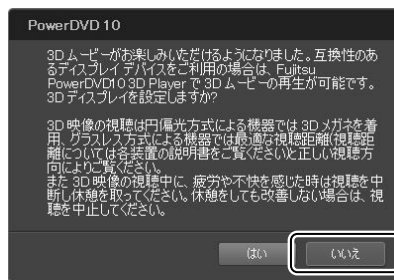 PowerDVD 10
3D ムービーがお楽しみいただけるようになりました。互換性のあ
るディスプレイ デバイスをご利用の場合は、Fujitsu
PowerDVD10 3D Player で 3D ムービーの再生が可能です。
3D ディスプレイを設定しますか?
3D 映像の視聴は円偏光方式による機器では 3D メガネを着
用、グラスレス方式による機器では最適な視聴距離(視聴距
離については各装置の説明書をご覧ください)と正しい視聴方
向によりご覧ください。
また 3D 映像の視聴中に、疲労や不快を感じた時は視聴を中
断し休憩を取ってください。休憩をしても改善しない場合は、視
聴を中止してください。
はい
いいえ